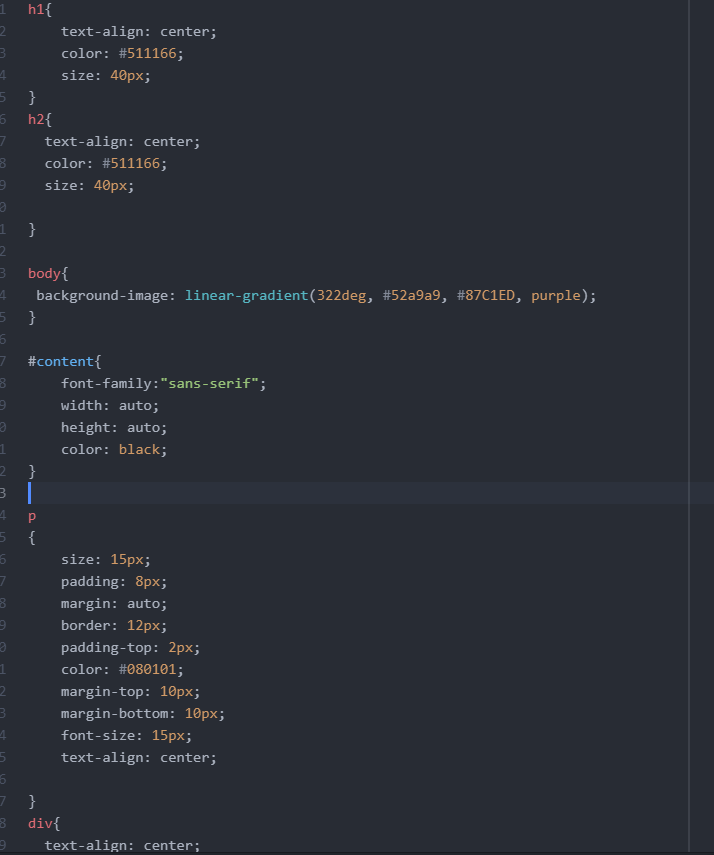 1 h1{
2 text-align: center;
3 color: #511166;
4 size: 40px;
5 }
6 h2{
7 text-align: center;
8 color: #511166;
9 size: 40px;
0
1 }
2
3 body{
4 background-image: linear-gradient(322deg, #52a9a9, #87C1ED, purple);
5 }
6
7 #content{
8 font-family:"sans-serif";
9 width: auto;
0 height: auto;
1 color: black;
2 }
3
4 p
5 {
6 size: 15px;
7 padding: 8px;
8 margin: auto;
9 border: 12px;
0 padding-top: 2px;
1 color: #080101;
2 margin-top: 10px;
3 margin-bottom: 10px;
4 font-size: 15px;
5 text-align: center;
6
7 }
8 div{
9 text-align: center;